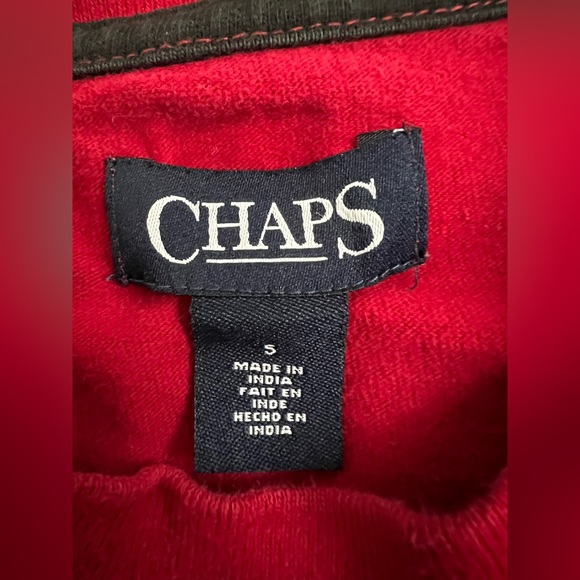 CHAPS
S
MADE IN
INDIA
FAIT EN
INDE
HECHO EN
INDIA